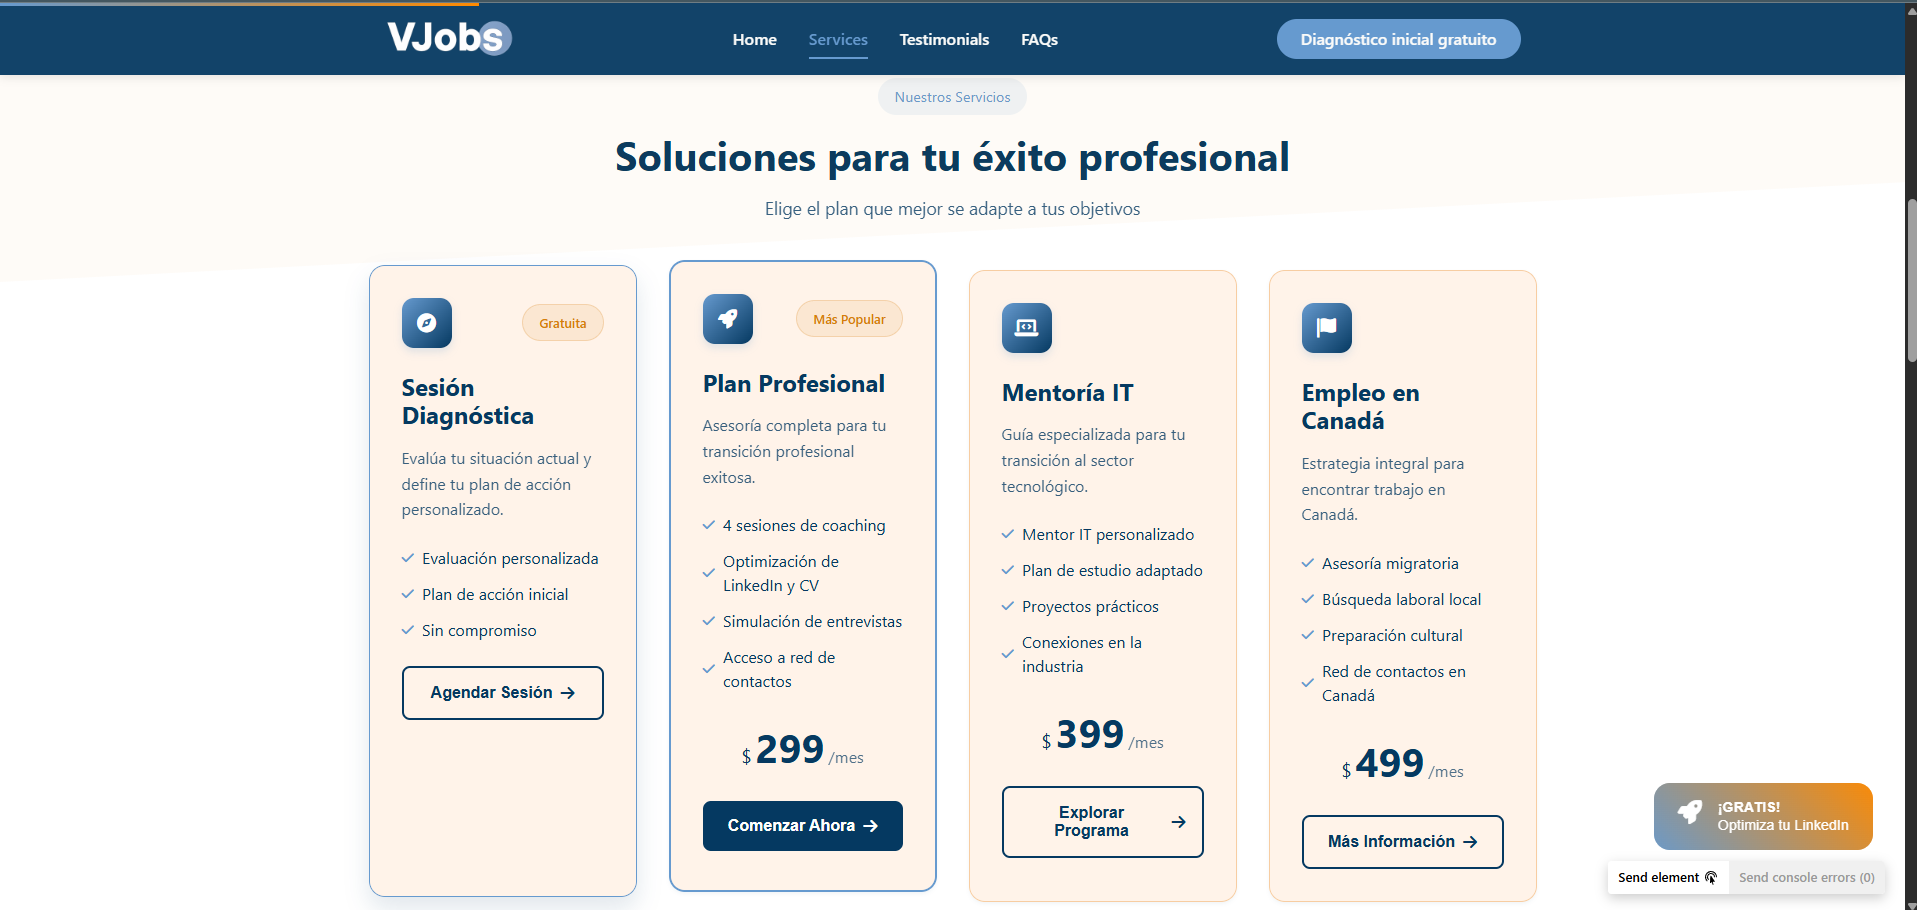 VJobs
Home
Services
Testimonials
FAQs
Diagnóstico inicial gratuito
Nuestros Servicios
Soluciones para tu éxito profesional
Elige el plan que mejor se adapte a tus objetivos
Gratuita
Sesión
Diagnóstica
Evalúa tu situación actual y
define tu plan de acción
personalizado.
Evaluación personalizada
Plan de acción inicial
Sin compromiso
Agendar Sesión →
Más Popular
Plan Profesional
Asesoría completa para tu
transición profesional
exitosa.
4 sesiones de coaching
Optimización de
LinkedIn y CV
Simulación de entrevistas
Acceso a red de
contactos
$ 299 /mes
Comenzar Ahora →
Mentoría IT
Guía especializada para tu
transición al sector
tecnológico.
Mentor IT personalizado
Plan de estudio adaptado
Proyectos prácticos
Conexiones en la
industria
$ 399 /mes
Explorar
Programa →
Empleo en
Canadá
Estrategia integral para
encontrar trabajo en
Canadá.
Asesoría migratoria
Búsqueda laboral local
Preparación cultural
Red de contactos en
Canadá
$ 499 /mes
Más Información →
¡GRATIS!
Optimiza tu LinkedIn
Send element
Send console errors (0)